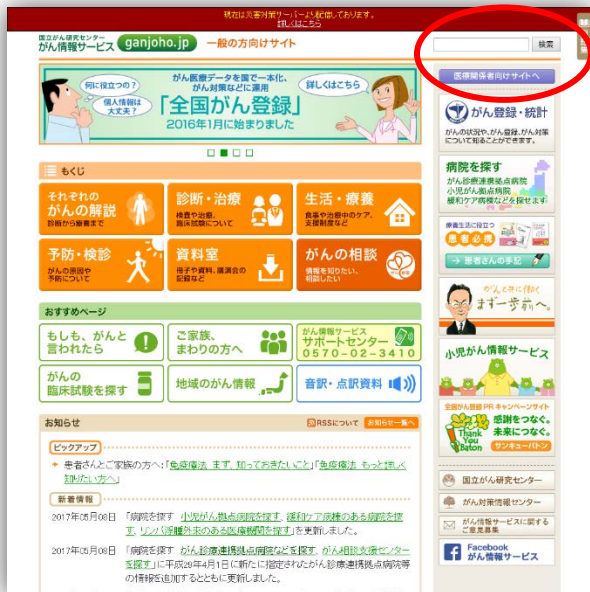 現在は災害対策サーバーより配信しております。
詳しくはこちら
国立がん研究センター
がん情報サービス ganjoho.jp 一般の方向けサイト
検索
医療関係者向けサイトへ
何に役立つの?
個人情報は
大丈夫?
がん医療データを国で一本化、
がん対策などに運用
「全国がん登録」
2016年1月に始まりました
詳しくはこちら
がん登録・統計
がんの状況や、がん登録、がん対策
について知ることができます。
もくじ
それぞれの
がんの解説
診断から療養まで
診断・治療
検査や治療、
臨床試験について
生活・療養
食事や治療中のケア、
支援制度など
予防・検診
がんの原因や
予防について
資料室
冊子や資料、講演会の
記録など
がんの相談
情報を知りたい、
相談したい
病院を探す
がん診療連携拠点病院
小児がん拠点病院
緩和ケア病棟などを探せます
療養生活に役立つ
患者必携
→ 患者さんの手記
がんと共に働く
まず一歩前へ。
おすすめページ
もしも、がんと
言われたら
ご家族、
まわりの方へ
がん情報サービス
サポートセンター
0570-02-3410
がんの
臨床試験を探す
地域のがん情報
音訳・点訳資料
小児がん情報サービス
全国がん登録 PR キャンペーンサイト
Thank
You
Baton
感謝をつなぐ。
未来につなぐ。
サンキューバトン
お知らせ
RSSについて
お知らせ一覧へ
ピックアップ
患者さんとご家族の方へ:「免疫療法 まず、知っておきたいこと」「免疫療法 もっと詳しく
知りたい方へ」
新着情報
2017年05月08日 「病院を探す 小児がん拠点病院を探す、緩和ケア病棟のある病院を探
す、リンパ浮腫外来のある医療機関を探す」を更新しました。
2017年05月08日 「病院を探す がん診療連携拠点病院などを探す、がん相談支援センター
を探す」に平成29年4月1日に新たに指定されたがん診療連携拠点病院等
の情報を追加するとともに更新しました。
国立がん研究センター
がん対策情報センター
がん情報サービスに関する
ご意見募集
Facebook
がん情報サービス